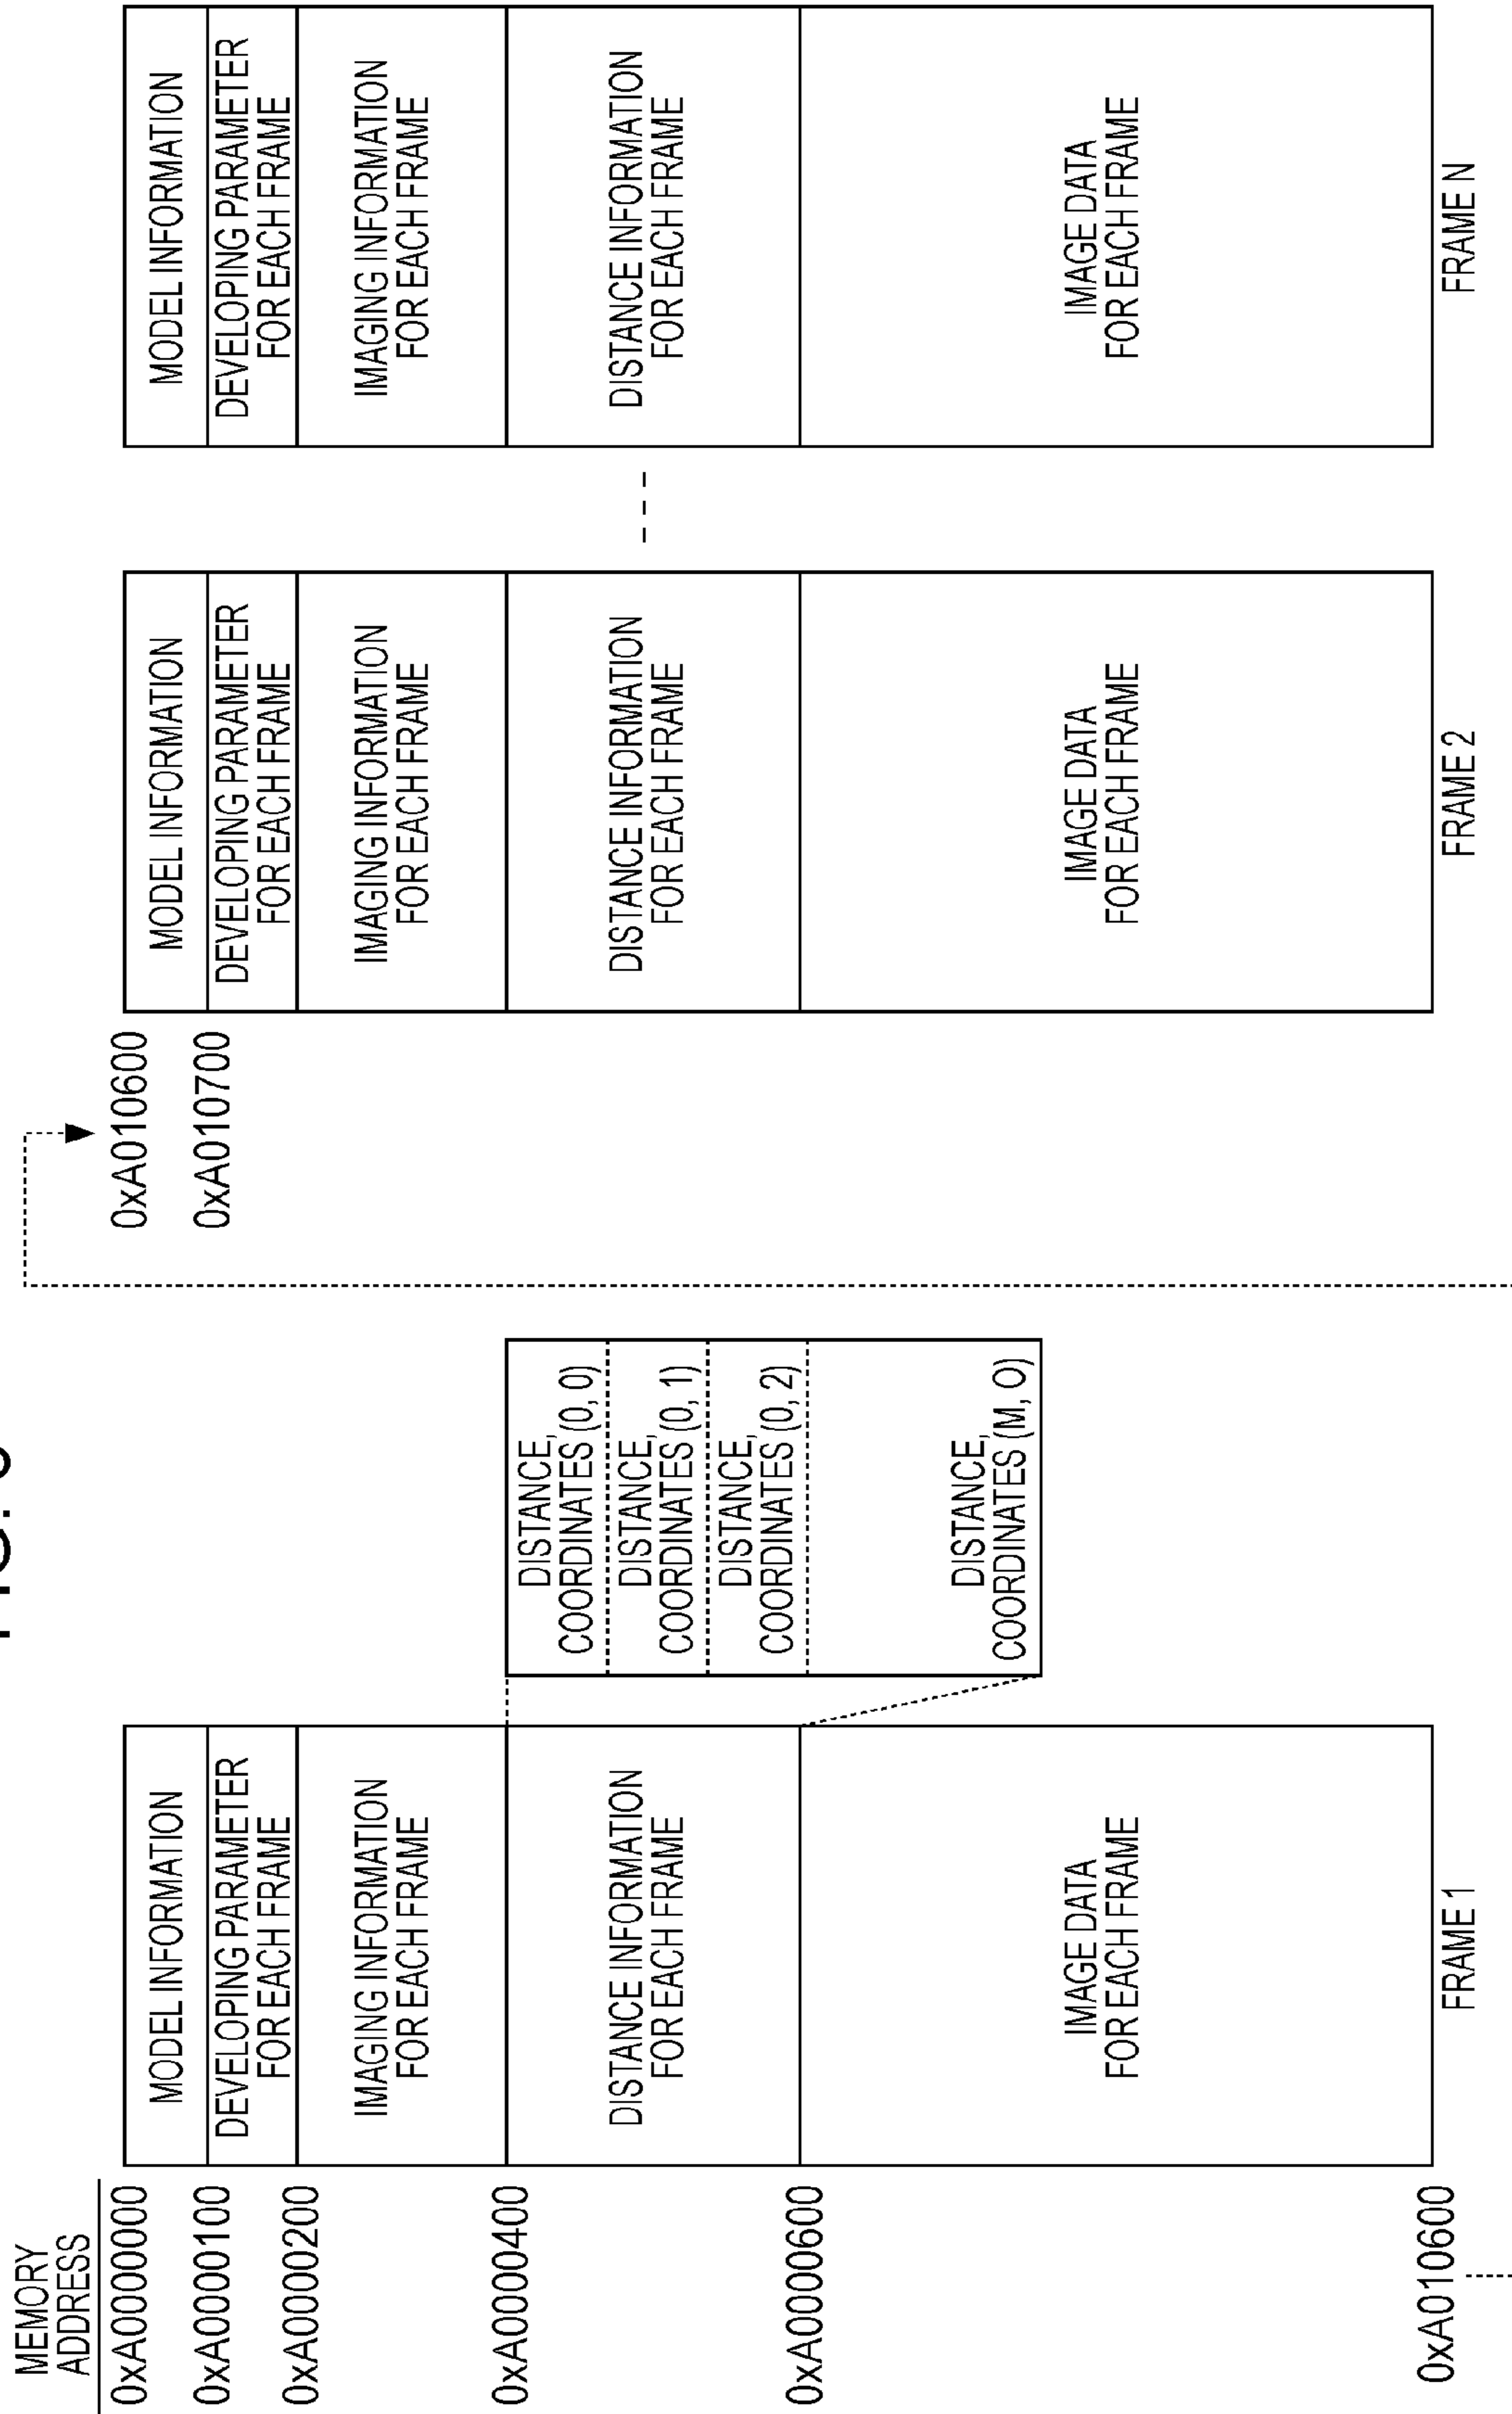 FIG.
MEMORY
ADDRESS
0xA0000000
0xA0000100
0xA0000200
0xA0000400
0xA0000600
0xA010600
MODEL INFORMATION
DEVELOPING PARAMETER
FOR EACH FRAME
IMAGING INFORMATION
FOR EACH FRAME
DISTANCE INFORMATION
FOR EACH FRAME
IMAGE DATA
FOR EACH FRAME
FRAME 1
DISTANCE,
COORDINATES (0, 0)
DISTANCE,
COORDINATES (0, 1)
DISTANCE,
COORDINATES (0, 2)
DISTANCE,
COORDINATES (M, O)
0xA010600
0xA010700
MODEL INFORMATION
DEVELOPING PARAMETER
FOR EACH FRAME
IMAGING INFORMATION
FOR EACH FRAME
DISTANCE INFORMATION
FOR EACH FRAME
IMAGE DATA
FOR EACH FRAME
FRAME 2
MODEL INFORMATION
DEVELOPING PARAMETER
FOR EACH FRAME
IMAGING INFORMATION
FOR EACH FRAME
DISTANCE INFORMATION
FOR EACH FRAME
IMAGE DATA
FOR EACH FRAME
FRAME N